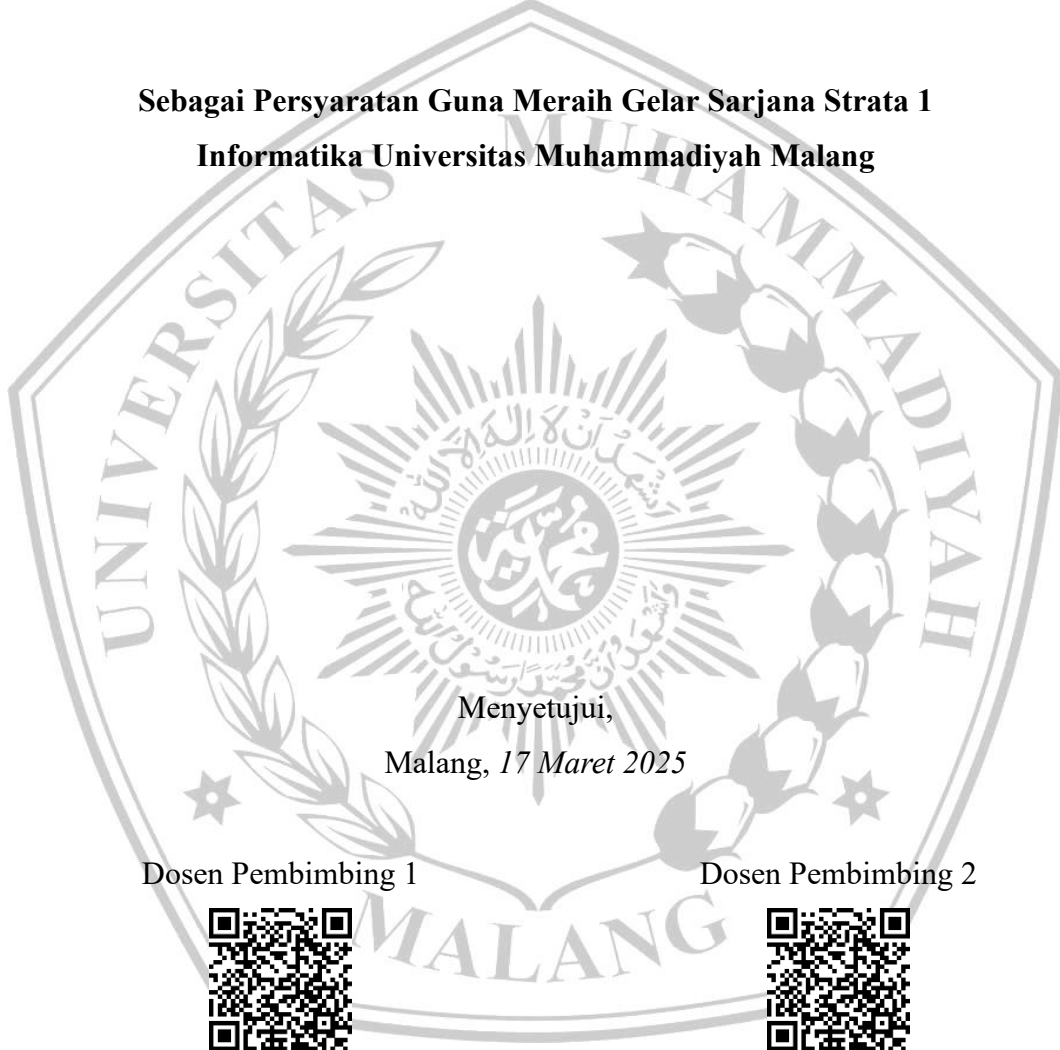 Sebagai Persyaratan Guna Meraih Gelar Sarjana Strata 1
Informatika Universitas Muhammadiyah Malang
UNIVERSITAS MUHAMMADIYAH
MALANG
Menyetujui,
Malang, 17 Maret 2025
Dosen Pembimbing 1
Dosen Pembimbing 2